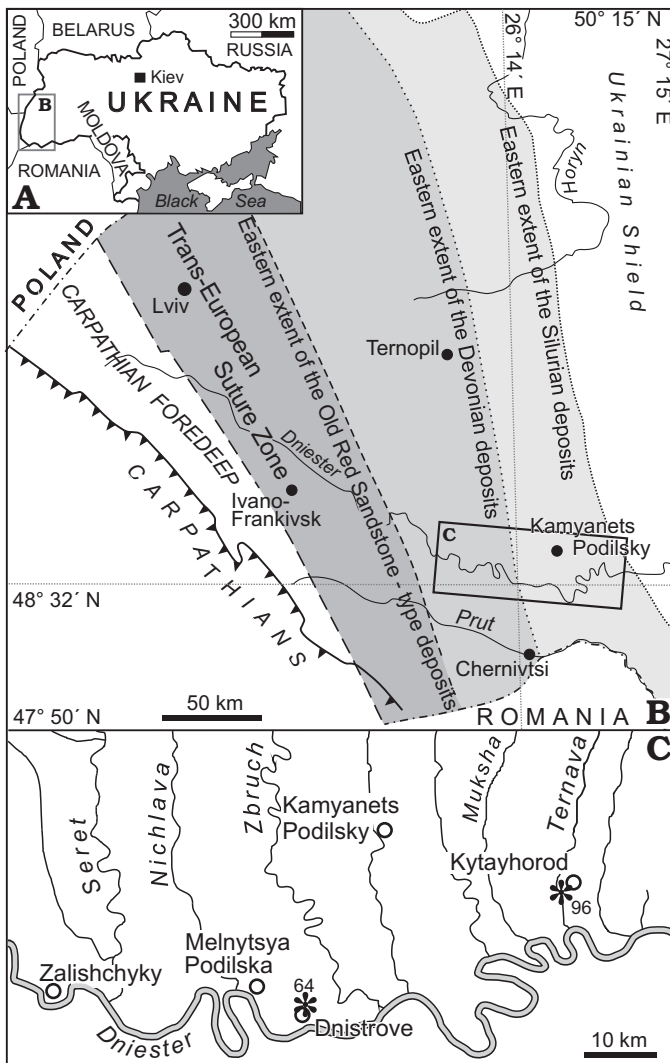 POLAND
BELARUS
300 km
RUSSIA
Kiev
B
UKRAINE
MOLDOVA
ROMANIA
Black Sea
A
50° 15´ N
26° 14´ E
27° 15´ E
Horyn
Ukrainian Shield
Eastern extent of the Silurian deposits
Eastern extent of the Devonian deposits
Eastern extent of the Old Red Sandstone - type deposits
Trans-European
Suture Zone
POLAND
Lviv
CARPATHIAN FOREDEEP
CARPATHIANS
Ternopil
Dniester
Ivano-
Frankivsk
C
Kamyanets
Podilsky
48° 32´ N
Prut
Chernivtsi
47° 50´ N
50 km
ROMANIA
B
C
Seret
Nichlava
Zbruch
Muksha
Ternava
Kamyanets
Podilsky
Kytayhorod
96
Melnytsya
Podilska
Zalishchyky
64
Dnistrove
Dniester
10 km